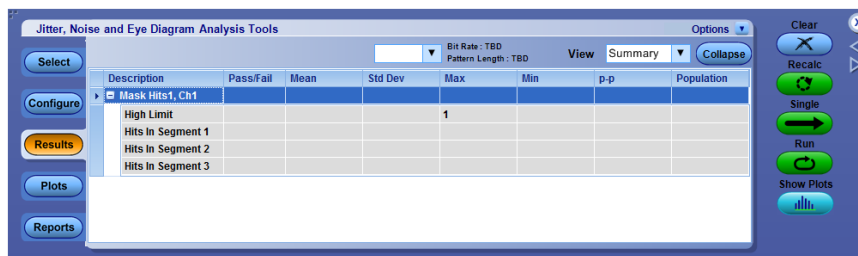 Jitter, Noise and Eye Diagram Analysis Tools
Options
Clear
Select
Bit Rate : TBD
Pattern Length : TBD
View
Summary
Collapse
Recalc
Description Pass/Fail Mean Std Dev Max Min p-p Population
Mask Hits1, Ch1
Configure
High Limit 1
Single
Hits In Segment 1
Results
Hits In Segment 2
Run
Hits In Segment 3
Plots
Show Plots
Reports